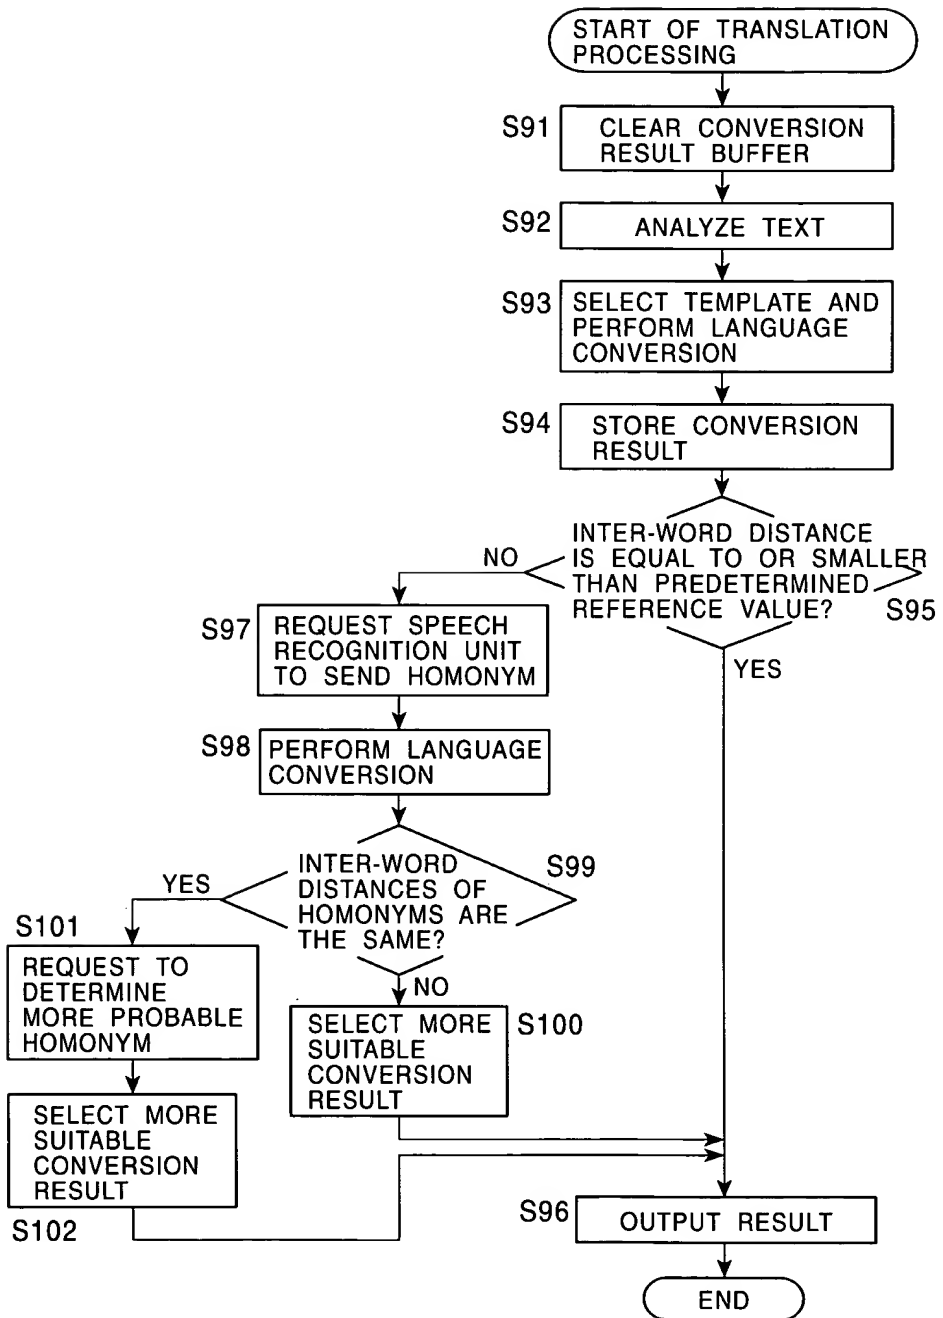 START OF TRANSLATION
PROCESSING
S91
CLEAR CONVERSION
RESULT BUFFER
S92
ANALYZE TEXT
S93
SELECT TEMPLATE AND
PERFORM LANGUAGE
CONVERSION
S94
STORE CONVERSION
RESULT
INTER-WORD DISTANCE
IS EQUAL TO OR SMALLER
THAN PREDETERMINED
REFERENCE VALUE?
S95
NO
YES
S97
REQUEST SPEECH
RECOGNITION UNIT
TO SEND HOMONYM
S98
PERFORM LANGUAGE
CONVERSION
INTER-WORD
DISTANCES OF
HOMONYMS ARE
THE SAME?
S99
YES
NO
S101
REQUEST TO
DETERMINE
MORE PROBABLE
HOMONYM
SELECT MORE
SUITABLE
CONVERSION
RESULT
S100
SELECT MORE
SUITABLE
CONVERSION
RESULT
S102
S96
OUTPUT RESULT
END